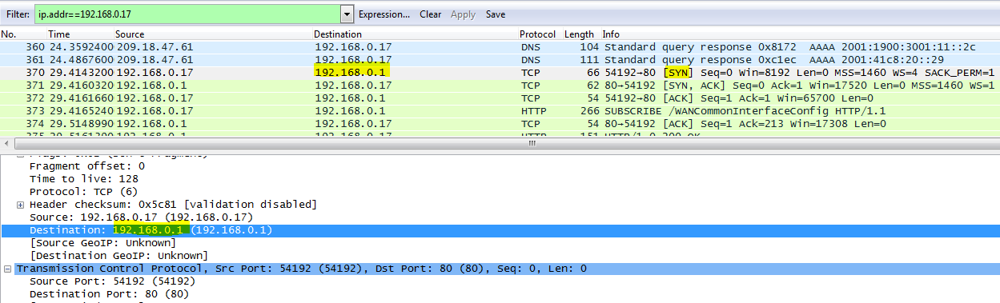 Filter: ip.addr==192.168.0.17 Expression... Clear Apply Save
No. Time Source Destination Protocol Length Info
360 24.3592400 209.18.47.61 192.168.0.17 DNS 104 Standard query response 0x8172 AAAA 2001:1900:3001:11::2c
361 24.4867600 209.18.47.61 192.168.0.17 DNS 111 Standard query response 0xc1ec AAAA 2001:41c8:20::29
370 29.4143200 192.168.0.17 192.168.0.1 TCP 66 54192→80 [SYN] Seq=0 Win=8192 Len=0 MSS=1460 WS=4 SACK_PERM=1
371 29.4160320 192.168.0.1 192.168.0.17 TCP 62 80→54192 [SYN, ACK] Seq=0 Ack=1 Win=17520 Len=0 MSS=1460 WS=1
372 29.4161660 192.168.0.17 192.168.0.1 TCP 54 54192→80 [ACK] Seq=1 Ack=1 Win=65700 Len=0
373 29.4165240 192.168.0.17 192.168.0.1 HTTP 266 SUBSCRIBE /WANCommonInterfaceConfig HTTP/1.1
374 29.5148990 192.168.0.1 192.168.0.17 TCP 54 80→54192 [ACK] Seq=1 Ack=213 Win=17308 Len=0
Fragment offset: 0
Time to live: 128
Protocol: TCP (6)
Header checksum: 0x5c81 [validation disabled]
Source: 192.168.0.17 (192.168.0.17)
Destination: 192.168.0.1 (192.168.0.1)
[Source GeoIP: Unknown]
[Destination GeoIP: Unknown]
Transmission Control Protocol, Src Port: 54192 (54192), Dst Port: 80 (80), Seq: 0, Len: 0
Source Port: 54192 (54192)
Destination Port: 80 (80)